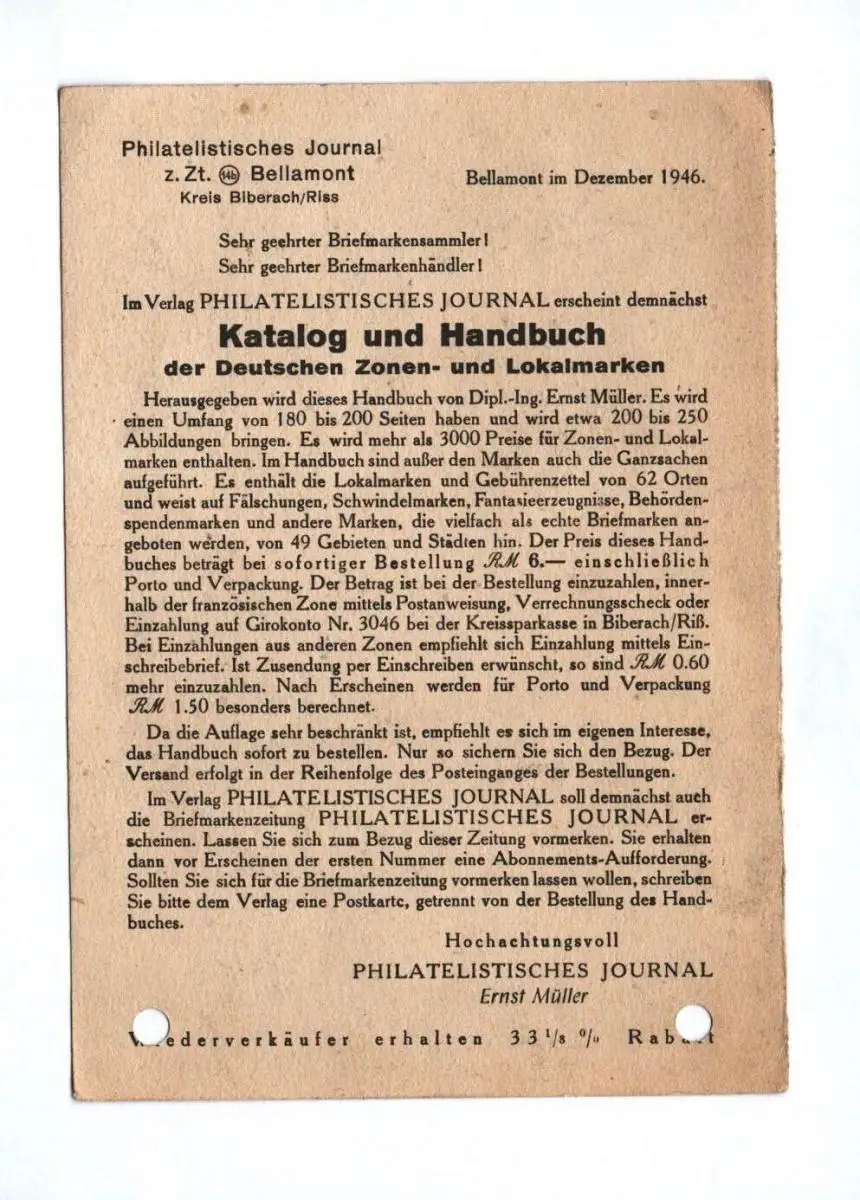 Philatelistisches Journal
z. Zt. 14b Bellamont
Kreis Biberach/Riss
Bellamont im Dezember 1946.
Sehr geehrter Briefmarkensammler!
Sehr geehrter Briefmarkenhändler!
Im Verlag PHILATELISTISCHES JOURNAL erscheint demnächst
Katalog und Handbuch
der Deutschen Zonen- und Lokalmarken
Herausgegeben wird dieses Handbuch von Dipl.-Ing. Ernst Müller. Es wird
einen Umfang von 180 bis 200 Seiten haben und wird etwa 200 bis 250
Abbildungen bringen. Es wird mehr als 3000 Preise für Zonen- und Lokal-
marken enthalten. Im Handbuch sind außer den Marken auch die Ganzsachen
aufgeführt. Es enthält die Lokalmarken und Gebührenzettel von 62 Orten
und weist auf Fälschungen, Schwindelmarken, Fantasieerzeugnisse, Behörden-
spendenmarken und andere Marken, die vielfach als echte Briefmarken an-
geboten werden, von 49 Gebieten und Städten hin. Der Preis dieses Hand-
buches beträgt bei sofortiger Bestellung RM 6.— einschließlich
Porto und Verpackung. Der Betrag ist bei der Bestellung einzuzahlen, inner-
halb der französischen Zone mittels Postanweisung, Verrechnungsscheck oder
Einzahlung auf Girokonto Nr. 3046 bei der Kreissparkasse in Biberach/Riß.
Bei Einzahlungen aus anderen Zonen empfiehlt sich Einzahlung mittels Ein-
schreibebrief. Ist Zusendung per Einschreiben erwünscht, so sind RM 0.60
mehr einzuzahlen. Nach Erscheinen werden für Porto und Verpackung
RM 1.50 besonders berechnet.
Da die Auflage sehr beschränkt ist, empfiehlt es sich im eigenen Interesse,
das Handbuch sofort zu bestellen. Nur so sichern Sie sich den Bezug. Der
Versand erfolgt in der Reihenfolge des Posteinganges der Bestellungen.
Im Verlag PHILATELISTISCHES JOURNAL soll demnächst auch
die Briefmarkenzeitung PHILATELISTISCHES JOURNAL er-
scheinen. Lassen Sie sich zum Bezug dieser Zeitung vormerken. Sie erhalten
dann vor Erscheinen der ersten Nummer eine Abonnements-Aufforderung.
Sollten Sie sich für die Briefmarkenzeitung vormerken lassen wollen, schreiben
Sie bitte dem Verlag eine Postkarte, getrennt von der Bestellung des Hand-
buches.
Hochachtungsvoll
PHILATELISTISCHES JOURNAL
Ernst Müller
Wiederverkäufer erhalten 33 1/3 % Rabatt